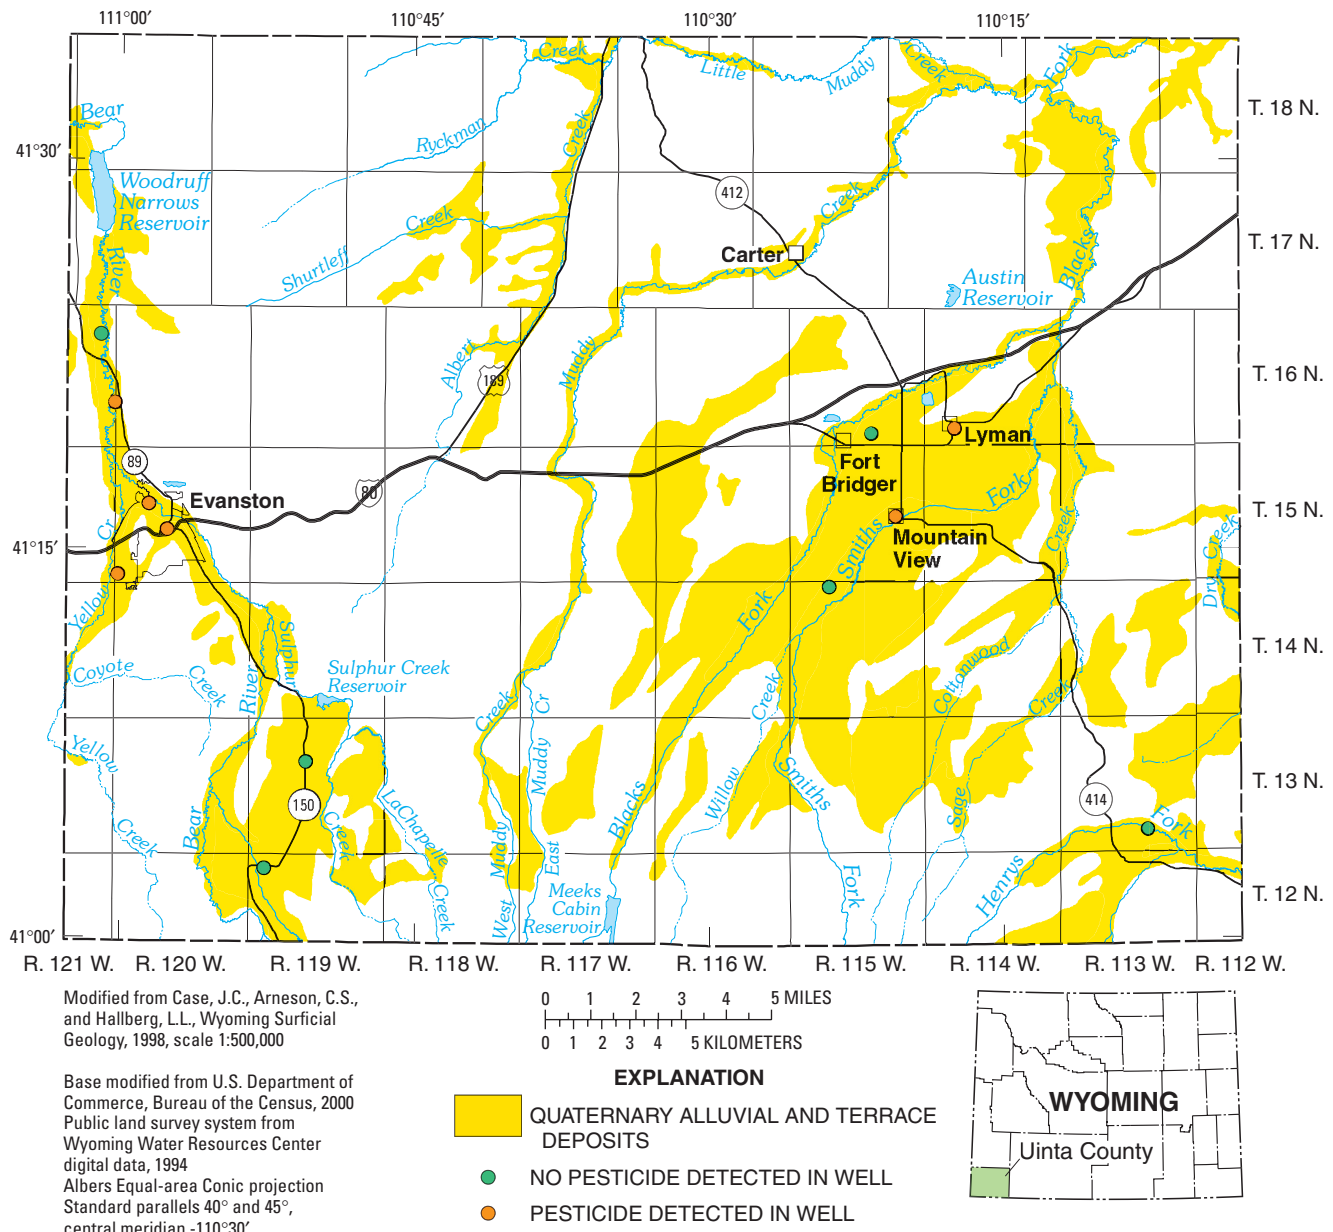 111°00′ 110°45′ 110°30′ 110°15′
T. 18 N.
T. 17 N.
T. 16 N.
T. 15 N.
T. 14 N.
T. 13 N.
T. 12 N.
41°30′
41°15′
41°00′
Bear
Woodruff
Narrows
Reservoir
River
Ryckman
Creek
Creek
Shurtleff
Creek
Little
Muddy
Creek
Fork
412
Creek
Carter
Austin
Reservoir
Blacks
Albert
189
Muddy
89
Evanston
80
Lyman
Fort
Bridger
Fork
Mountain
View
Smiths
Creek
Dry Creek
Yellow
Cr
Coyote
Creek
River
Sulphur
Sulphur Creek
Reservoir
Fork
Creek
Cottonwood
Creek
Creek
Muddy Cr
Yellow
Creek
Bear
150
Creek
LaChapelle
Creek
West
Muddy
East
Meeks
Cabin
Reservoir
Blacks
Willow
Smiths
Fork
Sage
414
Henrys
Fork
R. 121 W. R. 120 W. R. 119 W. R. 118 W. R. 117 W. R. 116 W. R. 115 W. R. 114 W. R. 113 W. R. 112 W.
Modified from Case, J.C., Arneson, C.S.,
and Hallberg, L.L., Wyoming Surficial
Geology, 1998, scale 1:500,000
Base modified from U.S. Department of
Commerce, Bureau of the Census, 2000
Public land survey system from
Wyoming Water Resources Center
digital data, 1994
Albers Equal-area Conic projection
Standard parallels 40° and 45°,
central meridian -110°30′
0 1 2 3 4 5 MILES
0 1 2 3 4 5 KILOMETERS
EXPLANATION
QUATERNARY ALLUVIAL AND TERRACE
DEPOSITS
NO PESTICIDE DETECTED IN WELL
PESTICIDE DETECTED IN WELL
WYOMING
Uinta County